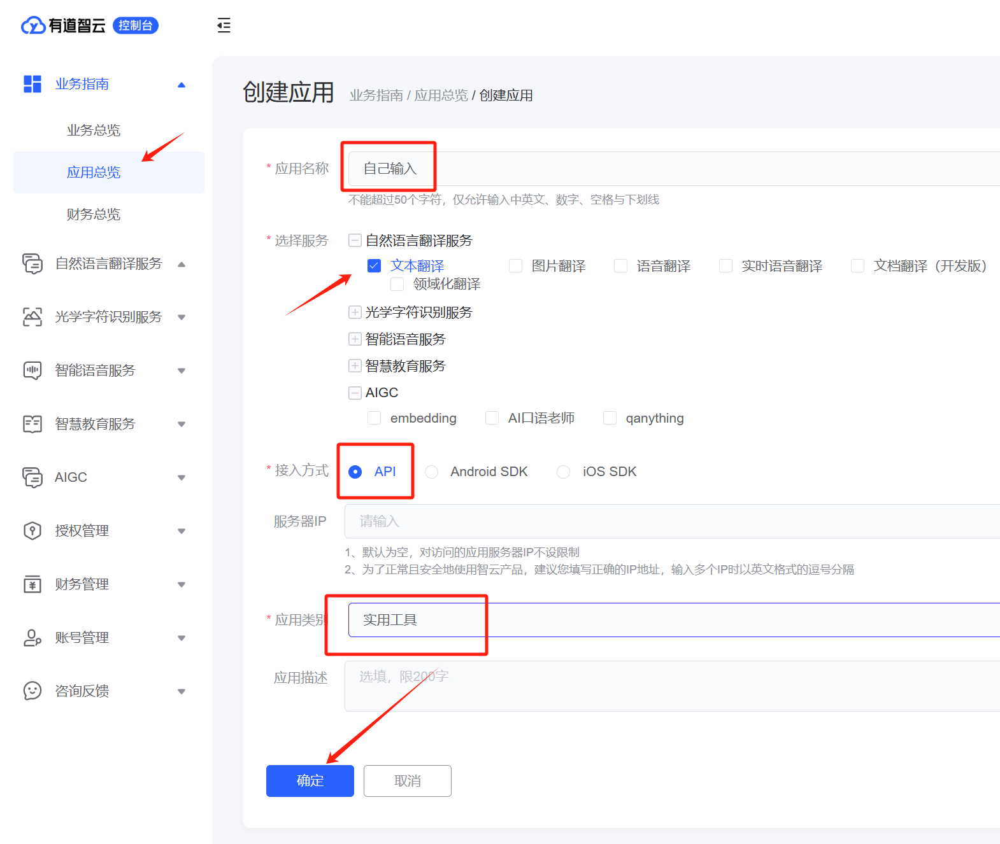 有道智云 控制台
业务指南
业务总览
应用总览
财务总览
自然语言翻译服务
光学字符识别服务
智能语音服务
智慧教育服务
AIGC
授权管理
财务管理
账号管理
咨询反馈
创建应用 业务指南 / 应用总览 / 创建应用
* 应用名称 自己输入
不能超过50个字符，仅允许输入中英文、数字、空格与下划线
* 选择服务 自然语言翻译服务
文本翻译 图片翻译 语音翻译 实时语音翻译 文档翻译（开发版）
领域化翻译
光学字符识别服务
智能语音服务
智慧教育服务
AIGC
embedding AI口语老师 qanything
* 接入方式 API Android SDK iOS SDK
服务器IP 请输入
1、默认为空，对访问的应用服务器IP不设限制
2、为了正常且安全地使用智云产品，建议您填写正确的IP地址，输入多个IP时以英文格式的逗号分隔
* 应用类别 实用工具
应用描述 选填，限200字
确定 取消